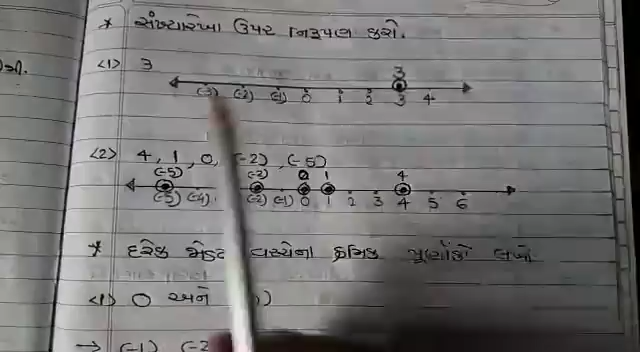 ગી.
* સંખ્યારેખા ઉપર નિરૂપણ કરો.
(1) 3
3
(-3) (-2) (-1) 0 1 2 3 4
(2) 4, 1, 0, (-2), (-5)
(-5) (-2) 0 1 4
(-5) (-4) (-2) (-1) 0 1 2 3 4 5 6
* દરેક જોડ વચ્ચેના ક્રમિક પૂર્ણાંકો લખો
(1) 0 અને
→ (-1) (-2